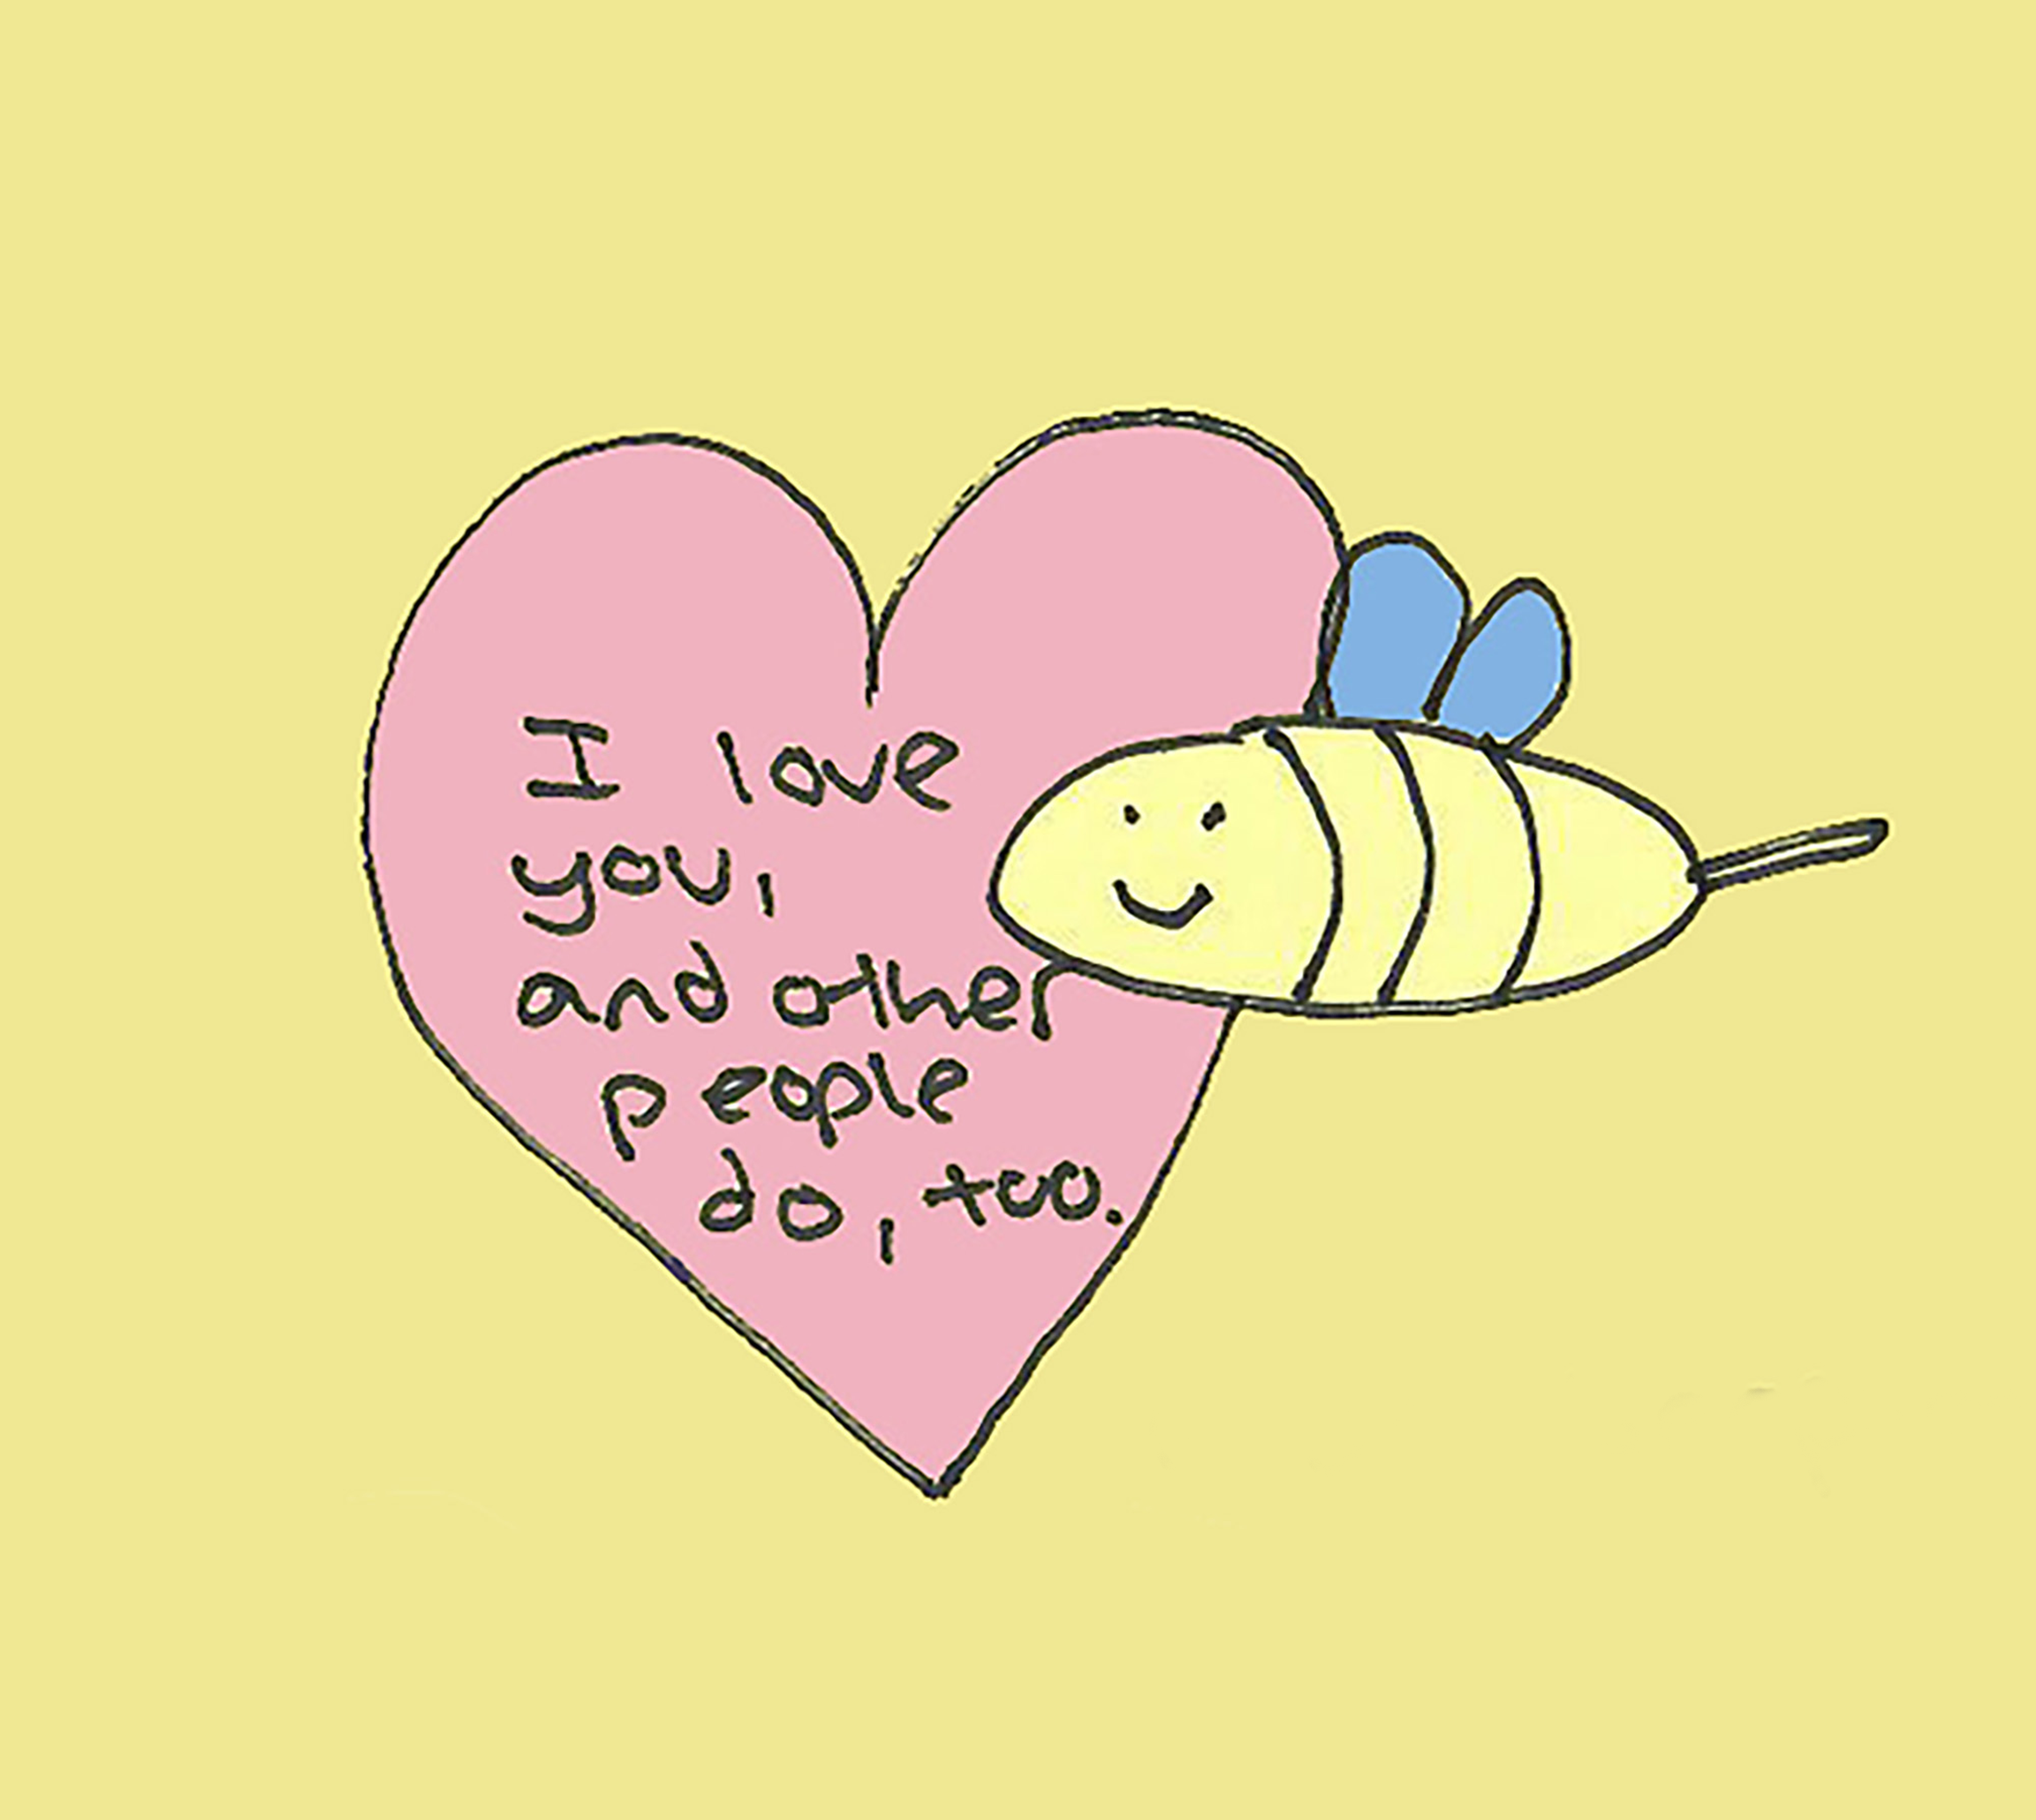 I love
you,
and other
people
do, too.